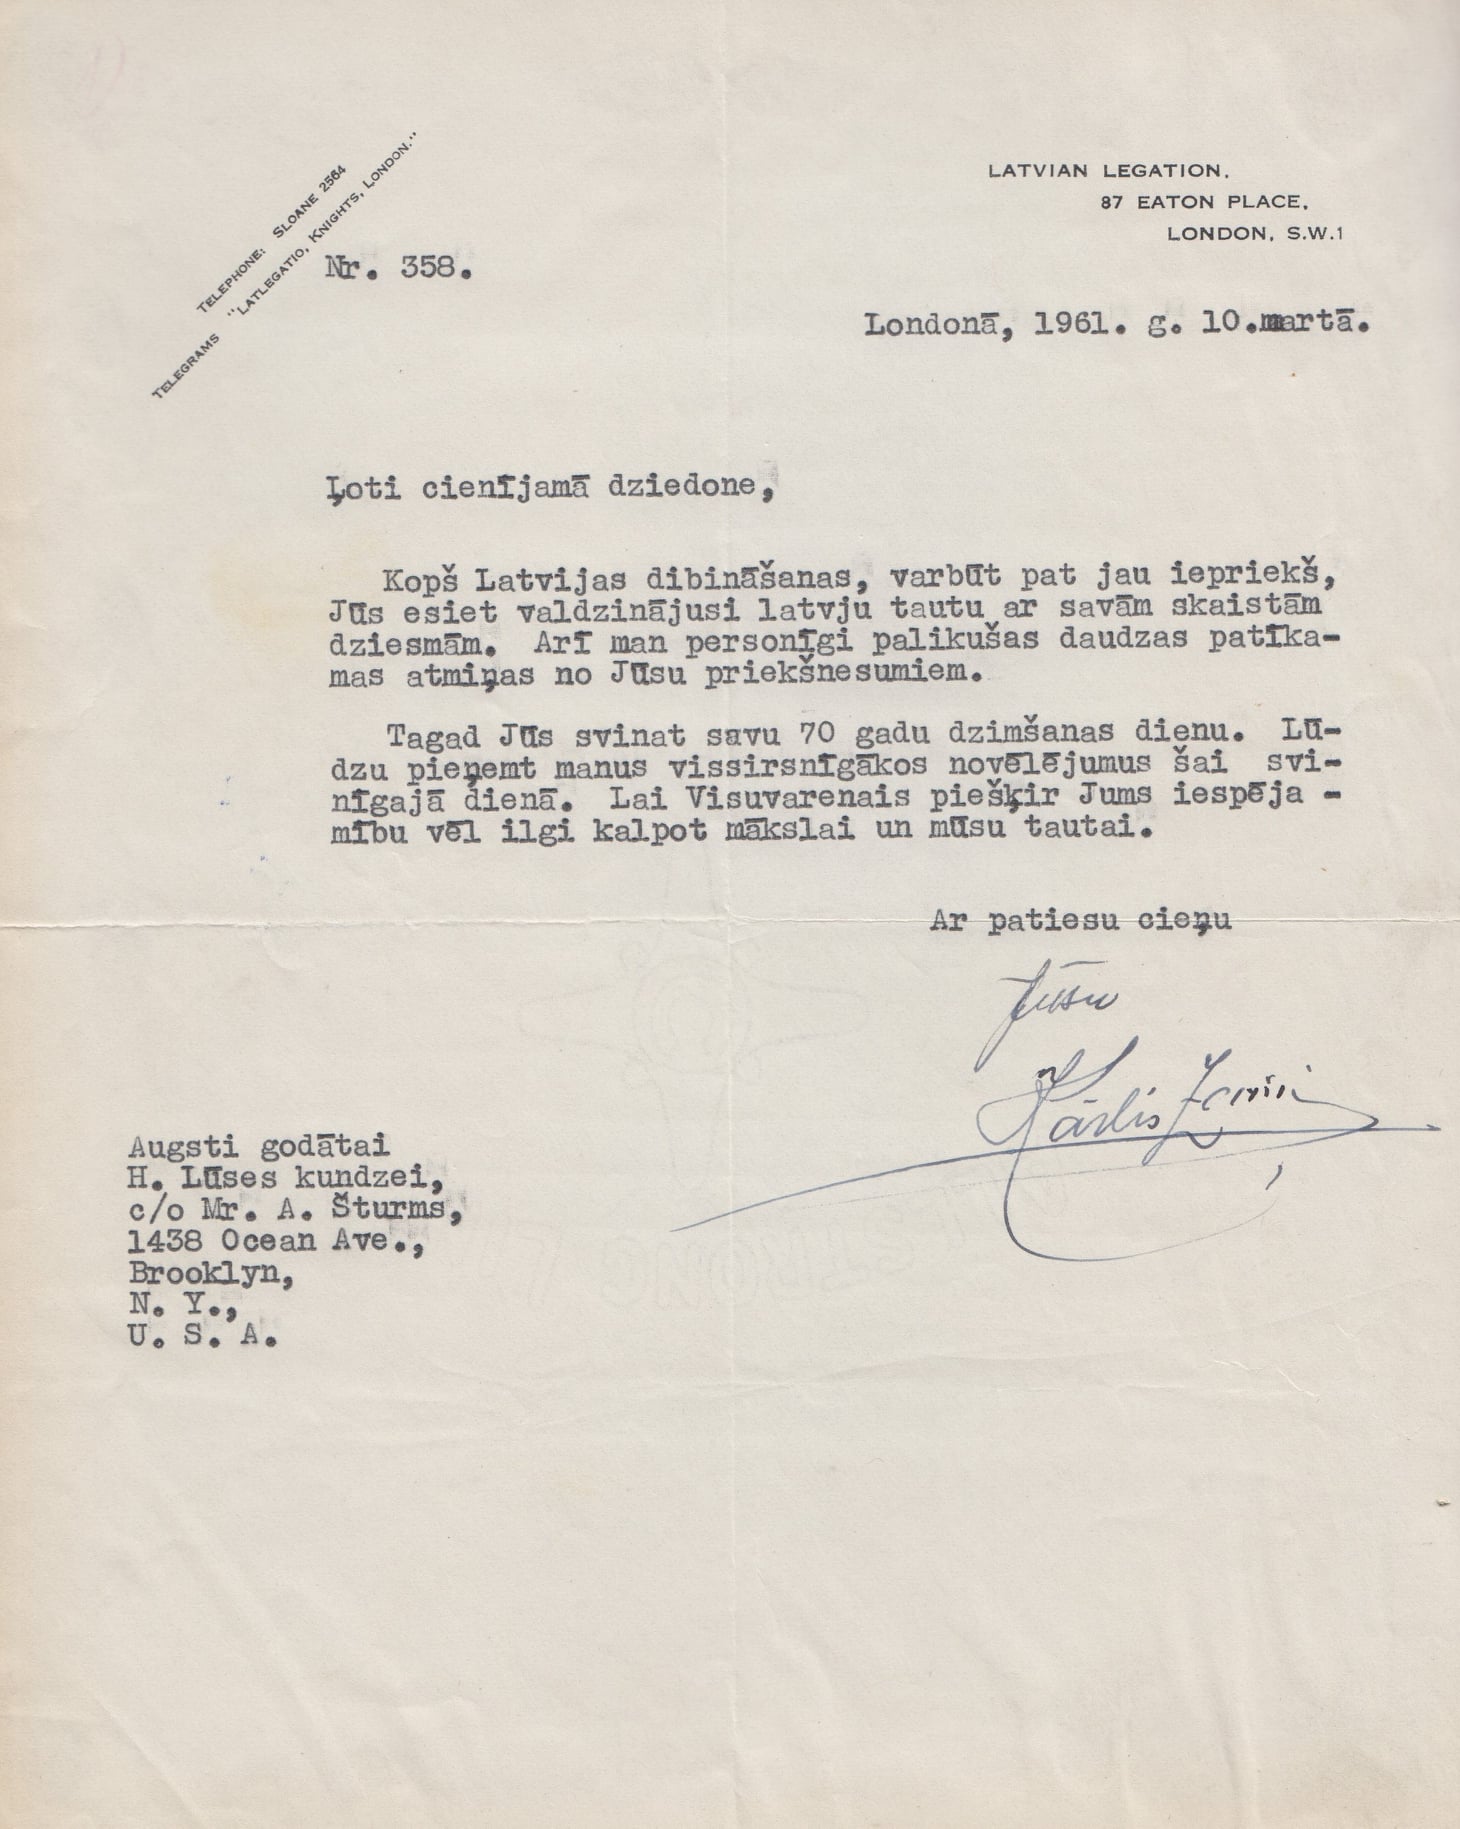 TELEPHONE: SLOANE 2564
TELEGRAMS "LATLEGATIO, KNIGHTS, LONDON."
LATVIAN LEGATION,
87 EATON PLACE,
LONDON, S.W.1
Nr. 358.
Londonā, 1961. g. 10.martā.
Ļoti cienījamā dziedone,
Kopš Latvijas dibināšanas, varbūt pat jau iepriekš,
Jūs esiet valdzinājusi latvju tautu ar savām skaistām
dziesmām. Arī man personīgi palikušas daudzas patīka-
mas atmiņas no Jūsu priekšnesumiem.
Tagad Jūs svinat savu 70 gadu dzimšanas dienu. Lū-
dzu pieņemt manus vissirsnīgākos novēlējumus šai svi-
nīgajā dienā. Lai Visuvarenais piešķir Jums iespēja -
mību vēl ilgi kalpot mākslai un mūsu tautai.
Ar patiesu cieņu
Jūsu
Kārlis Zariņš
Augsti godātai
H. Lūses kundzei,
c/o Mr. A. Šturms,
1438 Ocean Ave.,
Brooklyn,
N. Y.,
U. S. A.